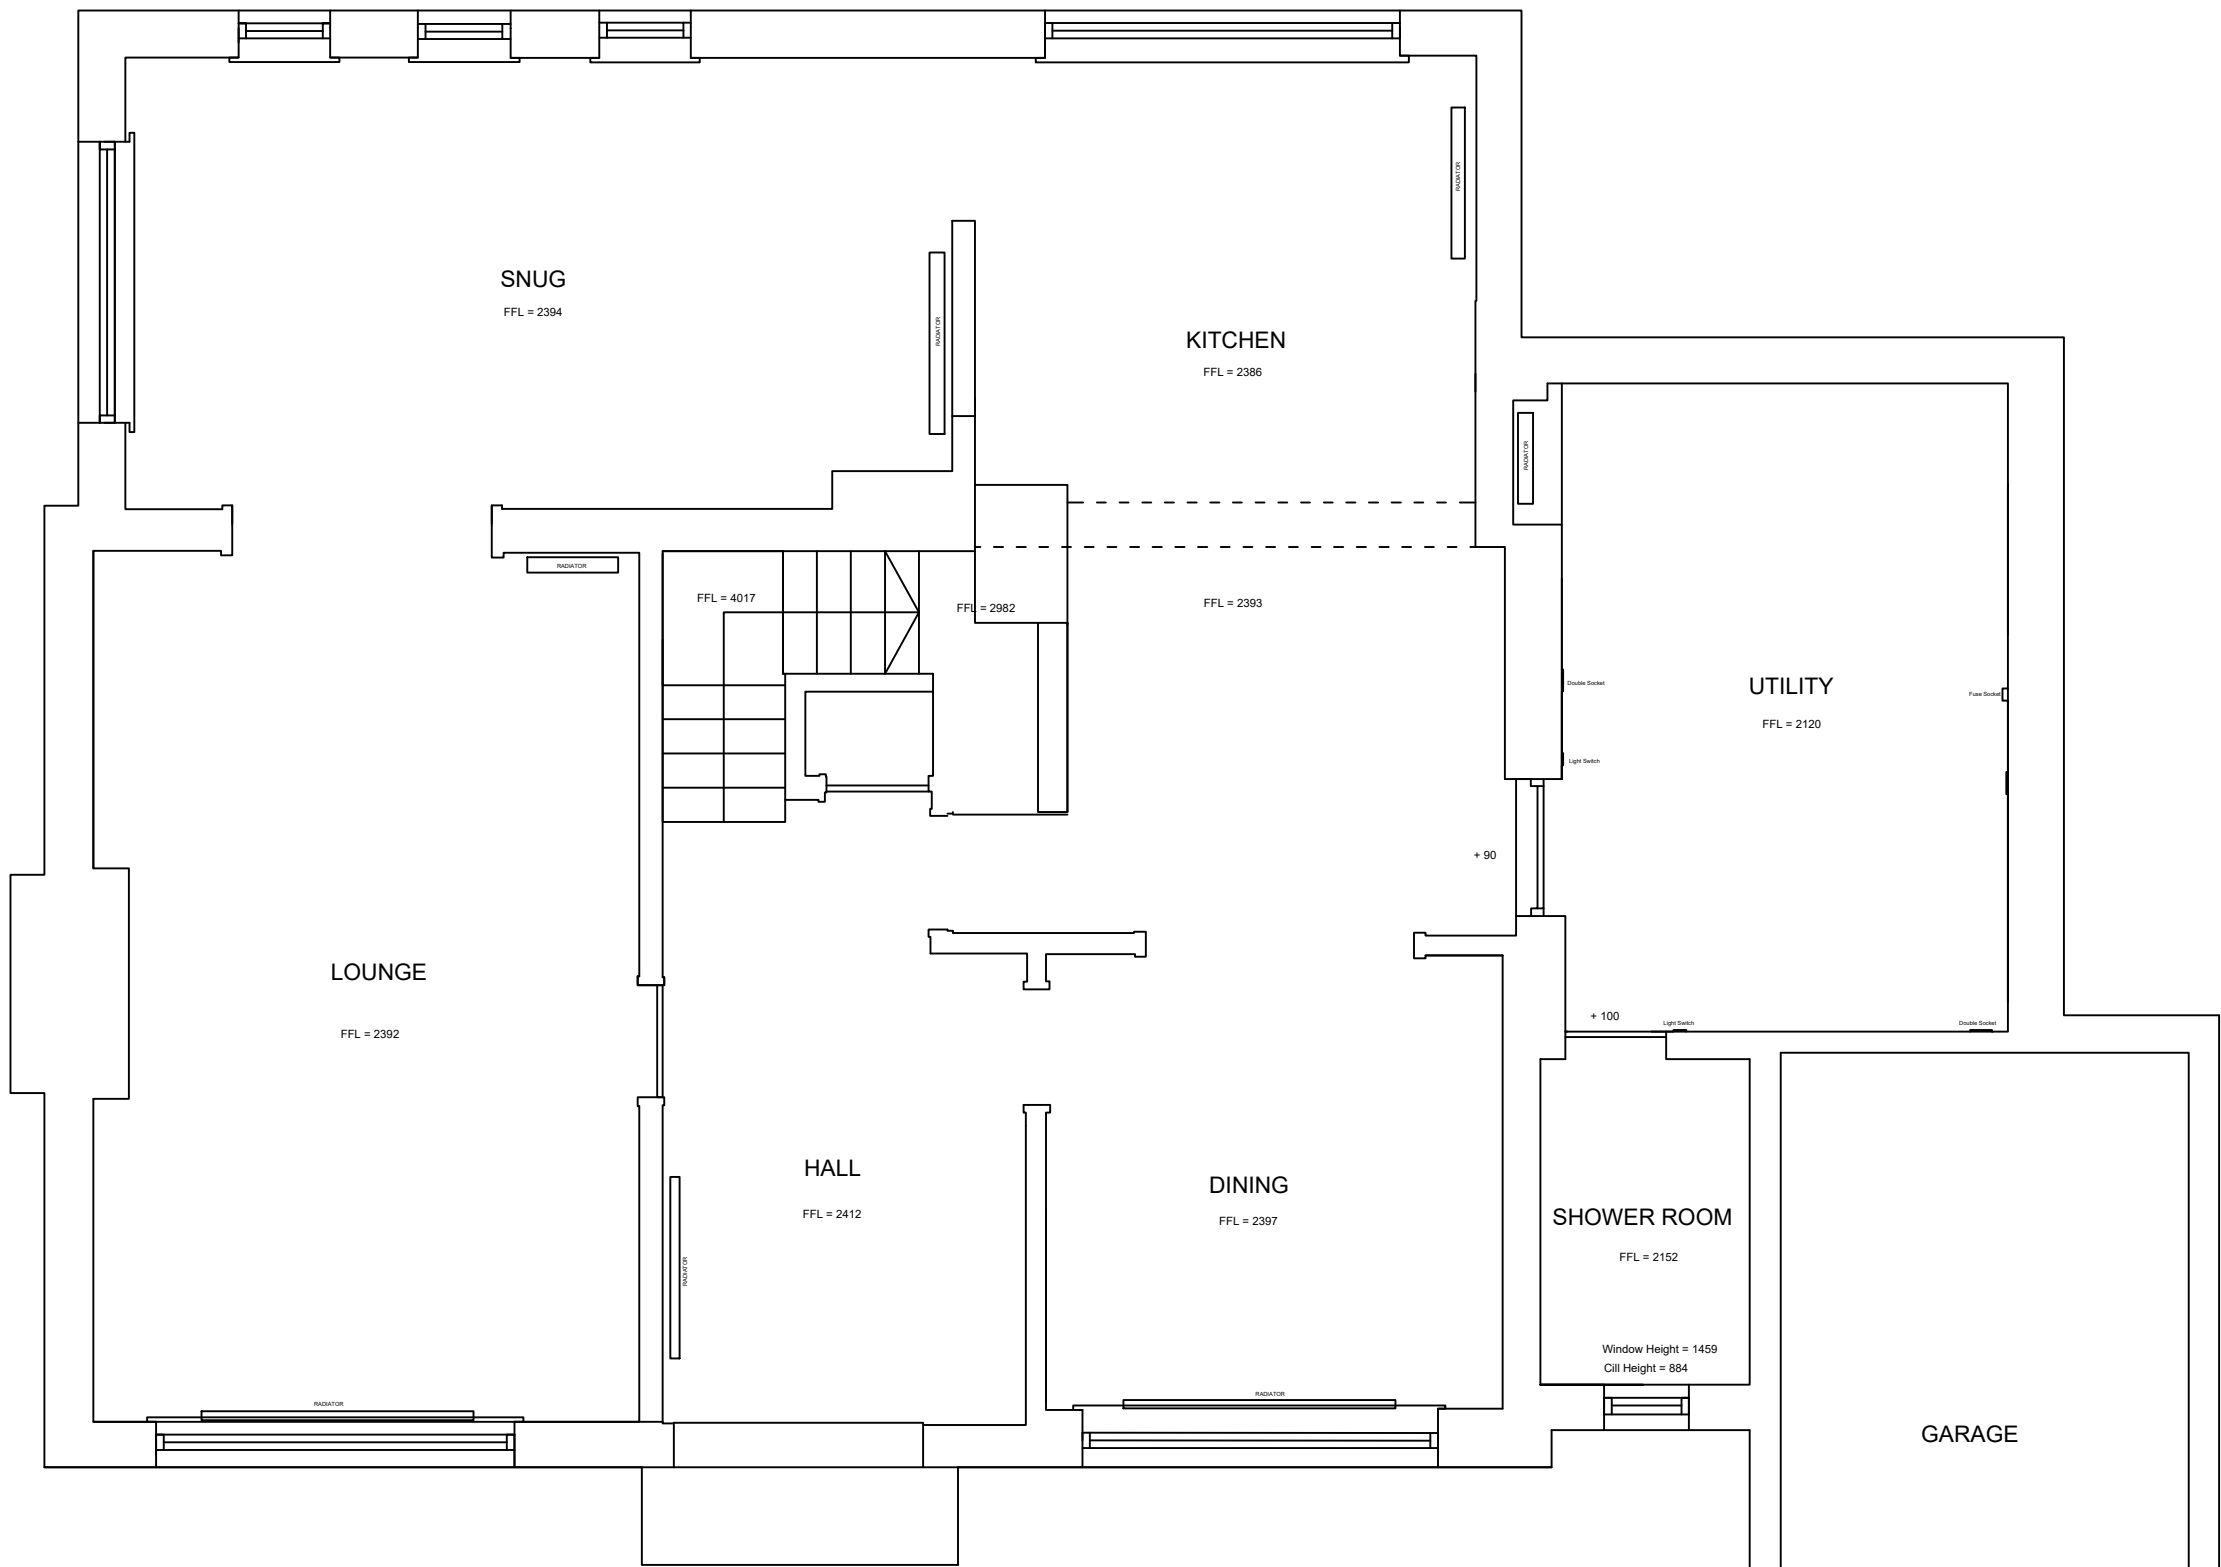 RADIATOR
SNUG
FFL = 2394
RADIATOR
KITCHEN
FFL = 2386
RADIATOR
RADIATOR
FFL = 4017
FFL = 2982
FFL = 2393
Double Socket
UTILITY
Fuse Socket
FFL = 2120
Light Switch
+ 90
LOUNGE
FFL = 2392
+ 100
Light Switch
Double Socket
HALL
FFL = 2412
DINING
FFL = 2397
SHOWER ROOM
FFL = 2152
RADIATOR
Window Height = 1459
Cill Height = 884
RADIATOR
RADIATOR
GARAGE